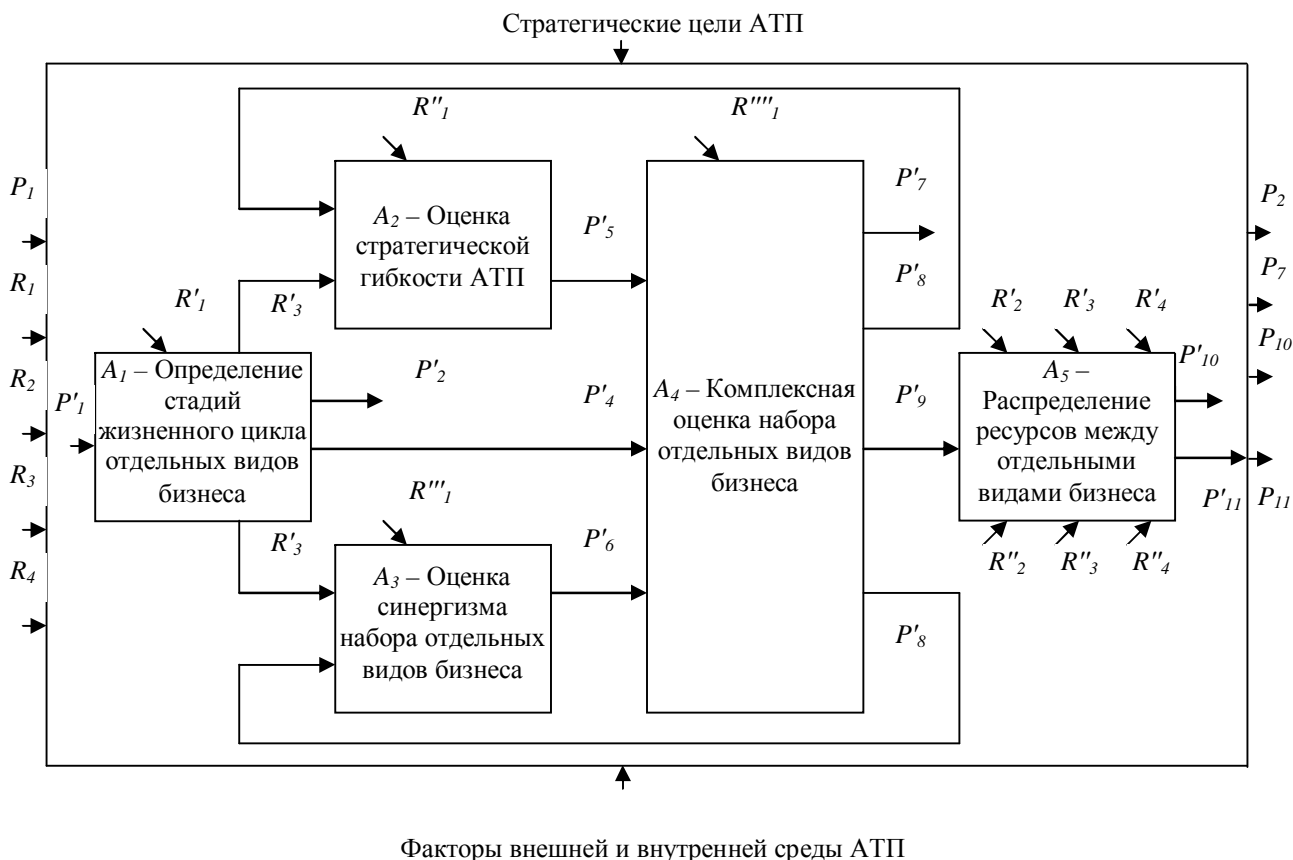 Стратегические цели АТП
R''1
R''''1
P1
P'7
P2
A2 – Оценка
стратегической
гибкости АТП
P'5
P'8
P7
R1
R'1
R'3
R'2
R'3
R'4
P10
R2
P'1
A1 – Определение
стадий
жизненного цикла
отдельных видов
бизнеса
P'2
P'4
A4 – Комплексная
оценка набора
отдельных видов
бизнеса
P'9
A5 –
Распределение
ресурсов между
отдельными
видами бизнеса
P'10
R3
R'''1
P'11
P11
R'3
P'6
R''2
R''3
R''4
R4
A3 – Оценка
синергизма
набора отдельных
видов бизнеса
P'8
Факторы внешней и внутренней среды АТП